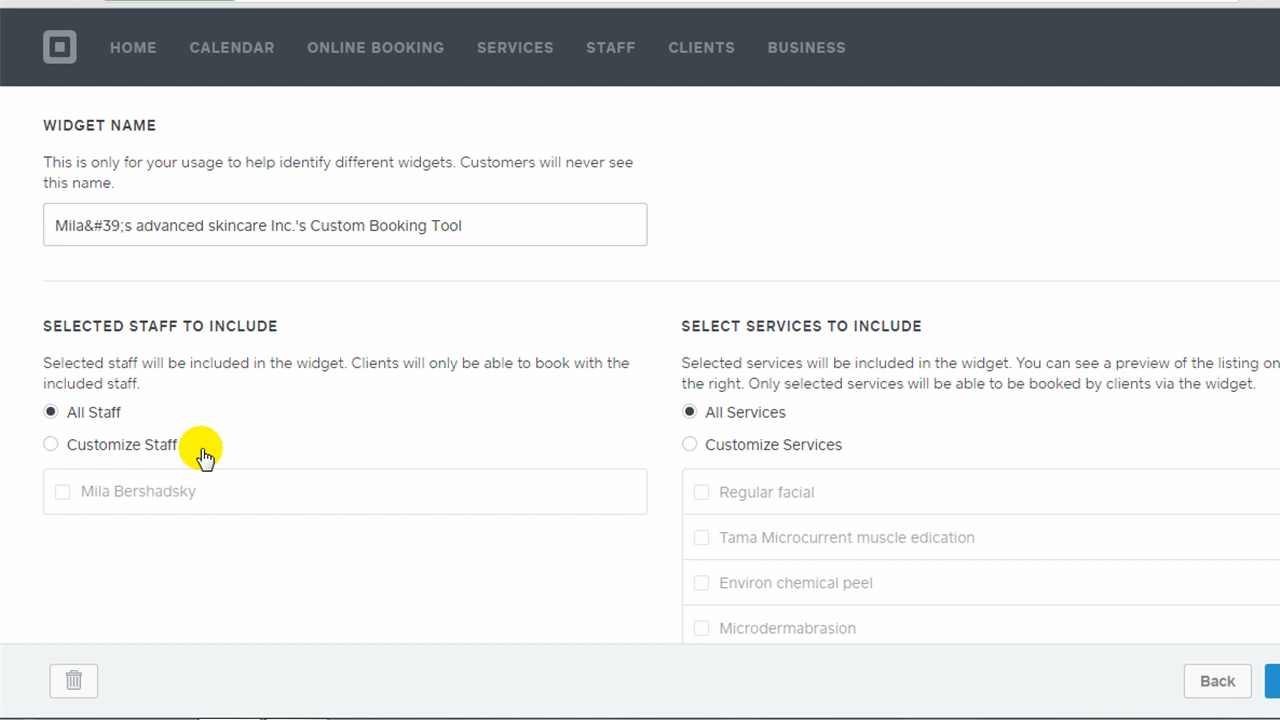 HOME CALENDAR ONLINE BOOKING SERVICES STAFF CLIENTS BUSINESS
WIDGET NAME
This is only for your usage to help identify different widgets. Customers will never see
this name.
Mila&#39;s advanced skincare Inc.'s Custom Booking Tool
SELECTED STAFF TO INCLUDE
Selected staff will be included in the widget. Clients will only be able to book with the
included staff.
All Staff
Customize Staff
Mila Bershadsky
SELECT SERVICES TO INCLUDE
Selected services will be included in the widget. You can see a preview of the listing on
the right. Only selected services will be able to be booked by clients via the widget.
All Services
Customize Services
Regular facial
Tama Microcurrent muscle edication
Environ chemical peel
Microdermabrasion
Back